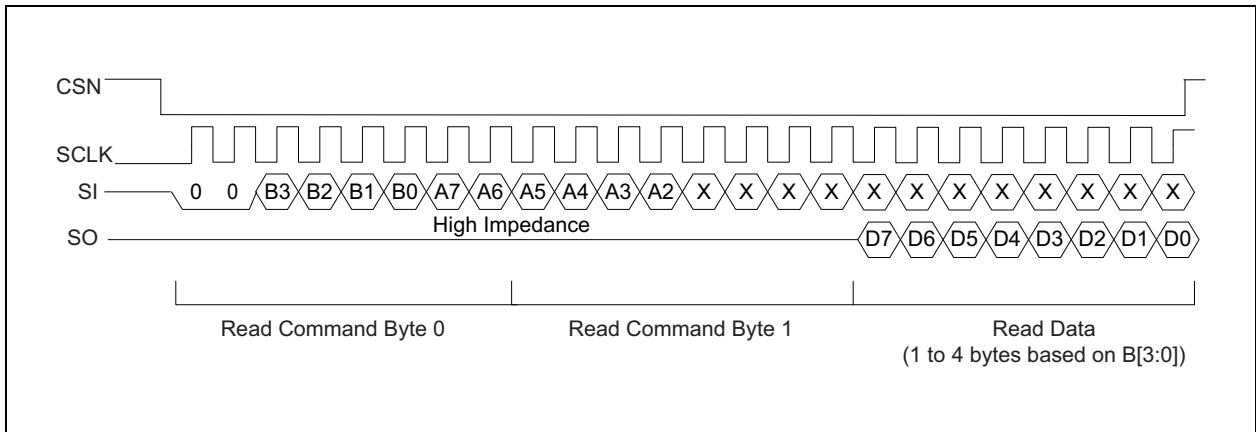 CSN
SCLK
SI 0 0 B3 B2 B1 B0 A7 A6 A5 A4 A3 A2 X X X X X X X X X X X X
High Impedance
SO D7 D6 D5 D4 D3 D2 D1 D0
Read Command Byte 0 Read Command Byte 1 Read Data
(1 to 4 bytes based on B[3:0])